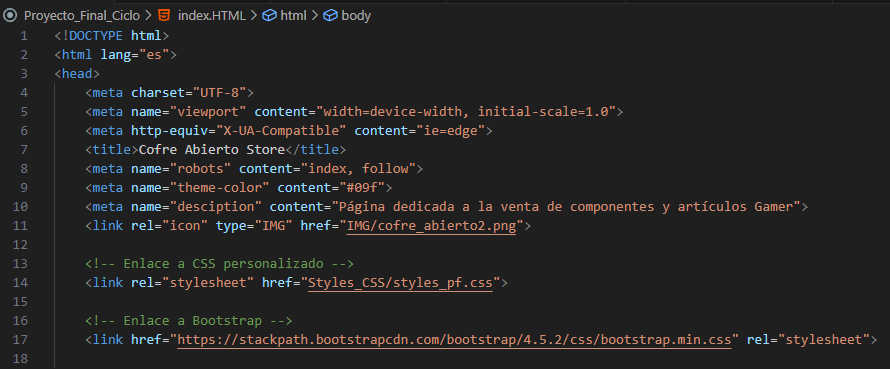 Proyecto_Final_Ciclo > index.HTML > html > body
1 <!DOCTYPE html>
2 <html lang="es">
3 <head>
4 <meta charset="UTF-8">
5 <meta name="viewport" content="width=device-width, initial-scale=1.0">
6 <meta http-equiv="X-UA-Compatible" content="ie=edge">
7 <title>Cofre Abierto Store</title>
8 <meta name="robots" content="index, follow">
9 <meta name="theme-color" content="#09f">
10 <meta name="desciption" content="Página dedicada a la venta de componentes y artículos Gamer">
11 <link rel="icon" type="IMG" href="IMG/cofre_abierto2.png">
12
13 <!-- Enlace a CSS personalizado -->
14 <link rel="stylesheet" href="Styles_CSS/styles_pf.css">
15
16 <!-- Enlace a Bootstrap -->
17 <link href="https://stackpath.bootstrapcdn.com/bootstrap/4.5.2/css/bootstrap.min.css" rel="stylesheet">
18